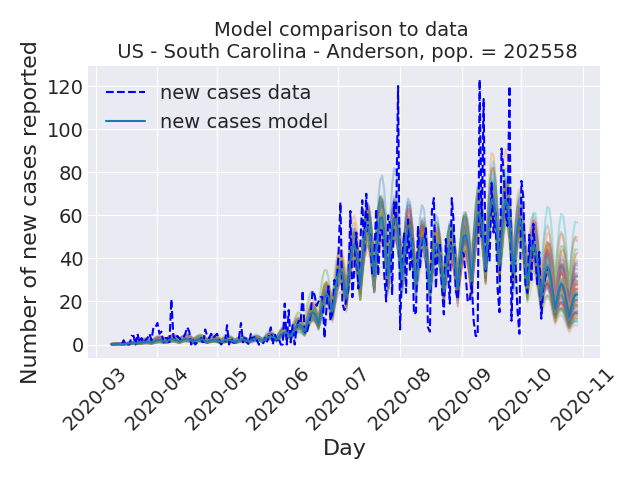 Model comparison to data
US - South Carolina - Anderson, pop. = 202558
Number of new cases reported
120
100
80
60
40
20
0
new cases data
new cases model
2020-03
2020-04
2020-05
2020-06
2020-07
2020-08
2020-09
2020-10
2020-11
Day